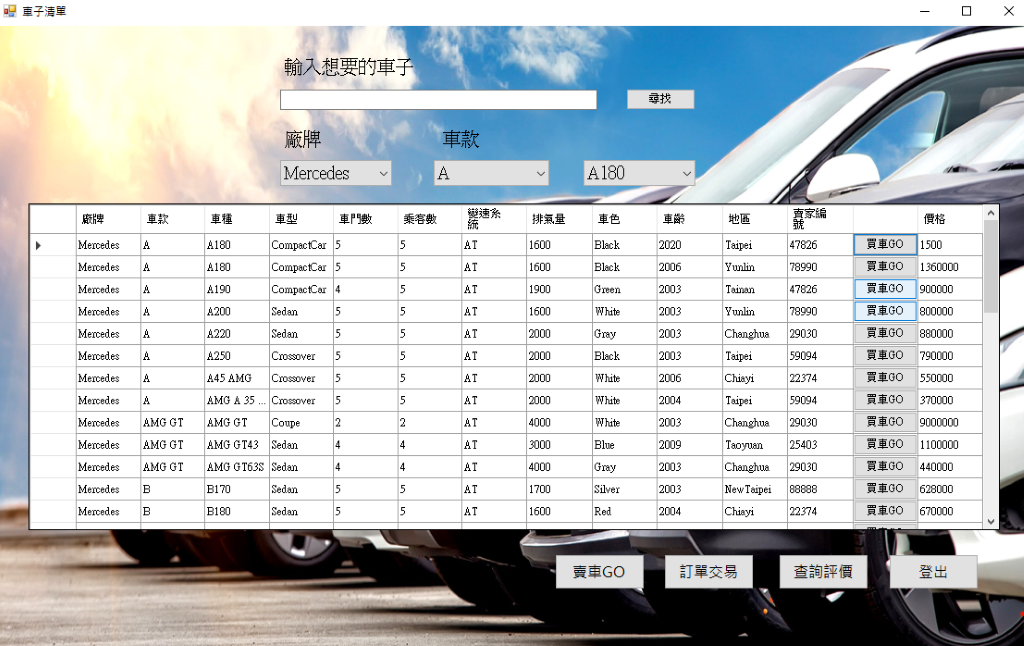 車子清單
輸入想要的車子
尋找
廠牌 車款
Mercedes A A180
廠牌 車款 車種 車型 車門數 乘客數 變速系統 排氣量 車色 車齡 地區 賣家編號 價格
Mercedes A A180 CompactCar 5 5 AT 1600 Black 2020 Taipei 47826 買車GO 1500
Mercedes A A180 CompactCar 5 5 AT 1600 Black 2006 Yunlin 78990 買車GO 1360000
Mercedes A A190 CompactCar 4 5 AT 1900 Green 2003 Tainan 47826 買車GO 900000
Mercedes A A200 Sedan 5 5 AT 1600 White 2003 Yunlin 78990 買車GO 800000
Mercedes A A220 Sedan 5 5 AT 2000 Gray 2003 Changhua 29030 買車GO 880000
Mercedes A A250 Crossover 5 5 AT 2000 Black 2003 Taipei 59094 買車GO 790000
Mercedes A A45 AMG Crossover 5 5 AT 2000 White 2006 Chiayi 22374 買車GO 550000
Mercedes A AMG A 35 ... Crossover 5 5 AT 2000 White 2004 Taipei 59094 買車GO 370000
Mercedes AMG GT AMG GT Coupe 2 2 AT 4000 White 2003 Changhua 29030 買車GO 9000000
Mercedes AMG GT AMG GT43 Sedan 4 4 AT 3000 Blue 2009 Taoyuan 25403 買車GO 1100000
Mercedes AMG GT AMG GT63S Sedan 4 4 AT 4000 Gray 2003 Changhua 29030 買車GO 440000
Mercedes B B170 Sedan 5 5 AT 1700 Silver 2003 NewTaipei 88888 買車GO 628000
Mercedes B B180 Sedan 5 5 AT 1600 Red 2004 Chiayi 22374 買車GO 670000
賣車GO 訂單交易 查詢評價 登出